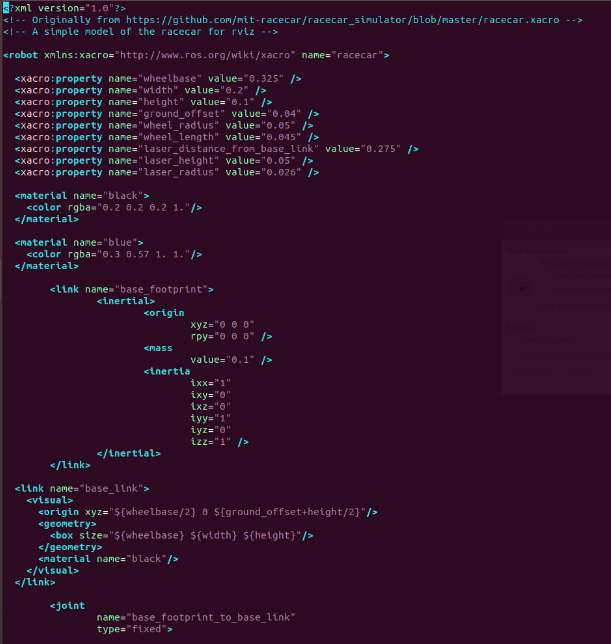 <?xml version="1.0"?>
<!-- Originally from https://github.com/mit-racecar/racecar_simulator/blob/master/racecar.xacro -->
<!-- A simple model of the racecar for rviz -->
<robot xmlns:xacro="http://www.ros.org/wiki/xacro" name="racecar">
<xacro:property name="wheelbase" value="0.325" />
<xacro:property name="width" value="0.2" />
<xacro:property name="height" value="0.1" />
<xacro:property name="ground_offset" value="0.04" />
<xacro:property name="wheel_radius" value="0.05" />
<xacro:property name="wheel_length" value="0.045" />
<xacro:property name="laser_distance_from_base_link" value="0.275" />
<xacro:property name="laser_height" value="0.05" />
<xacro:property name="laser_radius" value="0.026" />
<material name="black">
<color rgba="0.2 0.2 0.2 1."/>
</material>
<material name="blue">
<color rgba="0.3 0.57 1. 1."/>
</material>
<link name="base_footprint">
<inertial>
<origin
xyz="0 0 0"
rpy="0 0 0" />
<mass
value="0.1" />
<inertia
ixx="1"
ixy="0"
ixz="0"
iyy="1"
iyz="0"
izz="1" />
</inertial>
</link>
<link name="base_link">
<visual>
<origin xyz="${wheelbase/2} 0 ${ground_offset+height/2}"/>
<geometry>
<box size="${wheelbase} ${width} ${height}"/>
</geometry>
<material name="black"/>
</visual>
</link>
<joint
name="base_footprint_to_base_link"
type="fixed">